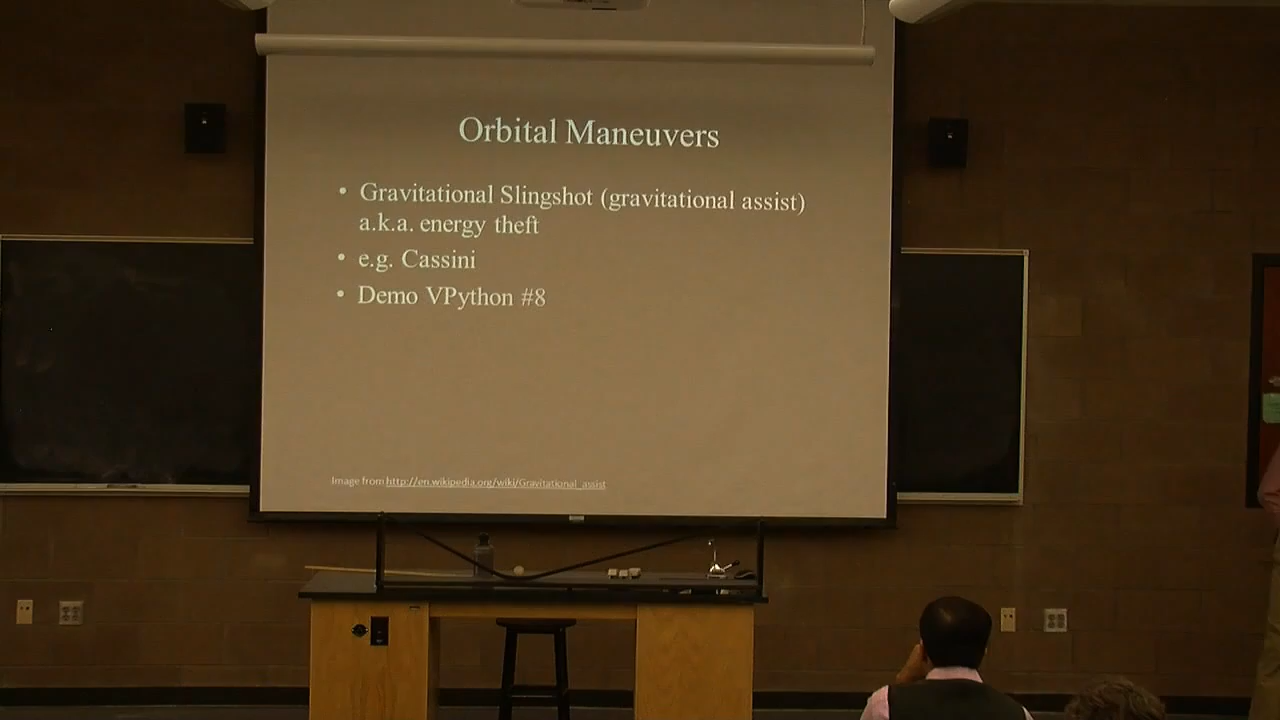 Orbital Maneuvers
• Gravitational Slingshot (gravitational assist)
a.k.a. energy theft
• e.g. Cassini
• Demo VPython #8
Image from http://en.wikipedia.org/wiki/Gravitational_assist